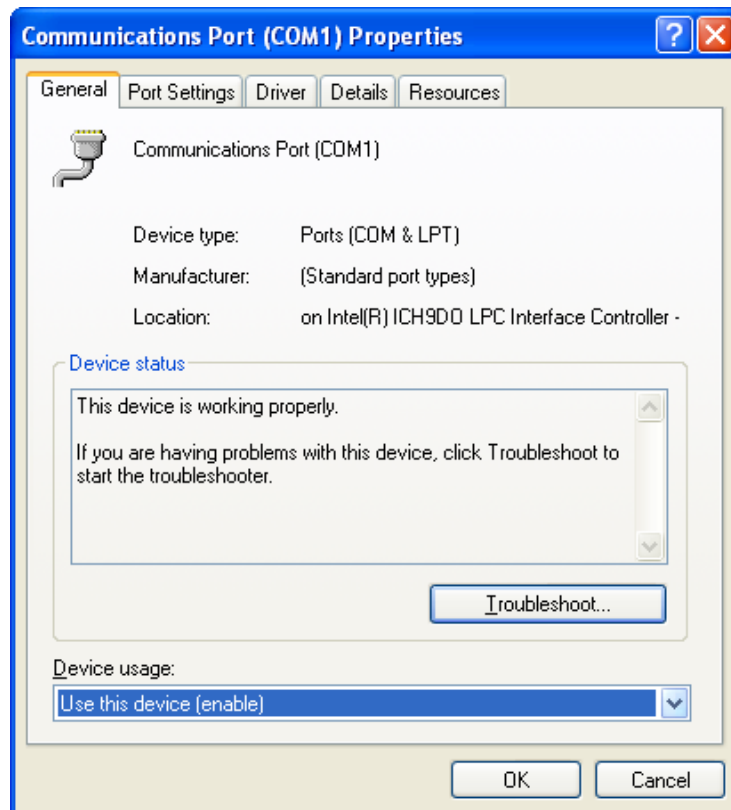 Communications Port (COM1) Properties
General Port Settings Driver Details Resources
Communications Port (COM1)
Device type: Ports (COM & LPT)
Manufacturer: (Standard port types)
Location: on Intel(R) ICH9DO LPC Interface Controller -
Device status
This device is working properly.
If you are having problems with this device, click Troubleshoot to
start the troubleshooter.
Troubleshoot...
Device usage:
Use this device (enable)
OK Cancel